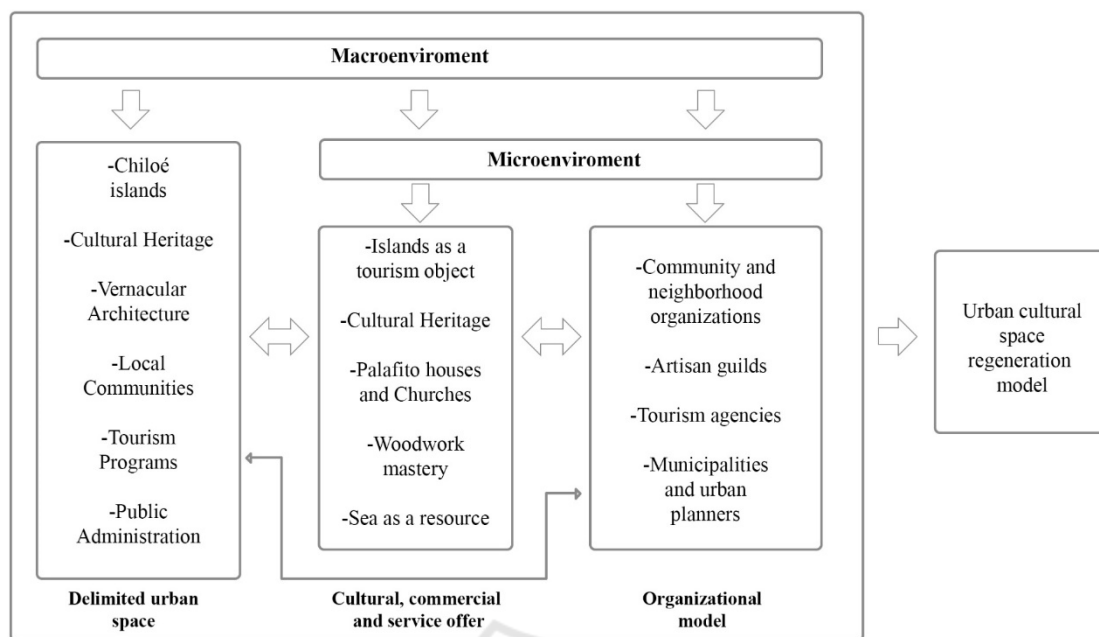 Macroenviroment
Microenviroment
-Chiloé
islands
-Cultural Heritage
-Vernacular
Architecture
-Local
Communities
-Tourism
Programs
-Public
Administration
-Islands as a
tourism object
-Cultural Heritage
-Palafito houses
and Churches
-Woodwork
mastery
-Sea as a resource
-Community and
neighborhood
organizations
-Artisan guilds
-Tourism agencies
-Municipalities
and urban
planners
Urban cultural
space
regeneration
model
Delimited urban
space
Cultural, commercial
and service offer
Organizational
model